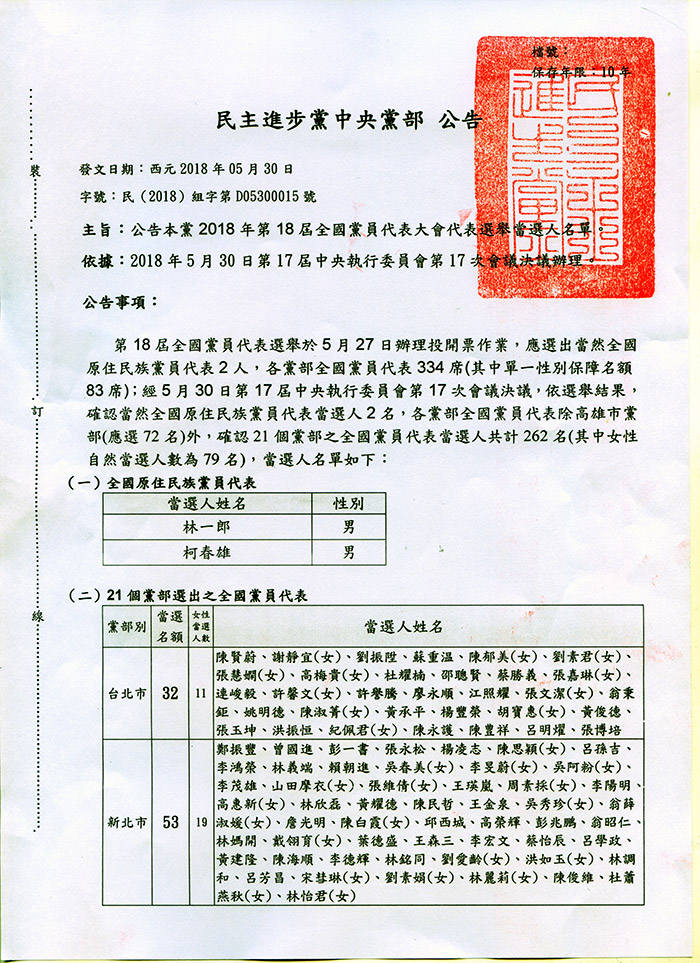 檔號：
保存年限：10年
民主進步黨中央黨部 公告
發文日期：西元 2018 年 05 月 30 日
字號：民（2018）組字第 D05300015 號
主旨：公告本黨 2018 年第 18 屆全國黨員代表大會代表選舉當選人名單。
依據：2018 年 5 月 30 日第 17 屆中央執行委員會第 17 次會議決議辦理。
公告事項：
第 18 屆全國黨員代表選舉於 5 月 27 日辦理投開票作業，應選出當然全國
原住民族黨員代表 2 人，各黨部全國黨員代表 334 席(其中單一性別保障名額
83 席)；經 5 月 30 日第 17 屆中央執行委員會第 17 次會議決議，依選舉結果，
確認當然全國原住民族黨員代表當選人 2 名，各黨部全國黨員代表除高雄市黨
部(應選 72 名)外，確認 21 個黨部之全國黨員代表當選人共計 262 名(其中女性
自然當選人數為 79 名)，當選人名單如下：
（一）全國原住民族黨員代表
當選人姓名 性別
林一郎 男
柯春雄 男
（二）21 個黨部選出之全國黨員代表
黨部別 當選名額 女性當選人數 當選人姓名
台北市 32 11
陳賢蔚、謝靜宜(女)、劉振陞、蘇重溫、陳郁美(女)、劉素君(女)、
張慧嫺(女)、高梅貴(女)、杜耀楠、邵聰賢、蔡勝義、張嘉琳(女)、
連峻毅、許馨文(女)、許譽騰、廖永順、江照耀、張文潔(女)、翁秉
鉅、姚明德、陳淑菁(女)、黃承平、楊豐榮、胡寶惠(女)、黃俊德、
張玉坤、洪振恒、紀佩君(女)、陳永護、陳豊祥、呂明燿、張博培
新北市 53 19
鄭振豐、曾國進、彭一書、張永松、楊凌志、陳思穎(女)、呂孫吉、
李鴻榮、林義端、賴朝進、吳春美(女)、李旻蔚(女)、吳阿粉(女)、
李茂雄、山田摩衣(女)、張維倩(女)、王瑛嵐、周素採(女)、李陽明、
高惠新(女)、林欣磊、黃耀德、陳民哲、王金泉、吳秀珍(女)、翁薛
淑媛(女)、詹光明、陳白霞(女)、邱西城、高榮輝、彭兆鵬、翁昭仁、
林媽開、戴翎育(女)、葉德盛、王森三、李宏文、蔡怡辰、呂學政、
黃建隆、陳海順、李德輝、林銘同、劉愛齡(女)、洪如玉(女)、林調
和、呂芳昌、宋彗琳(女)、劉素娟(女)、林麗莉(女)、陳俊維、杜蕭
燕秋(女)、林怡君(女)
裝
訂
線